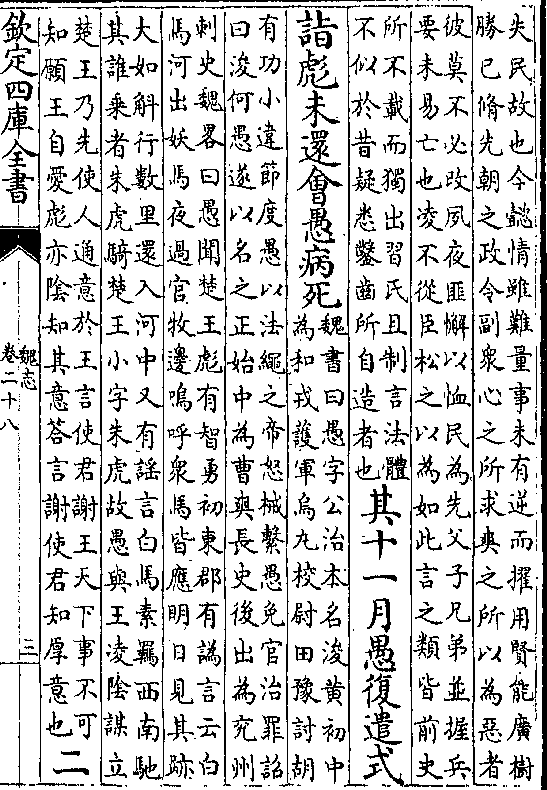 失民故也今懿情雖難量事未有逆而擢用賢能廣樹
勝已脩先朝之政令副衆心之所求爽之所以為惡者
彼莫不必改夙夜匪懈以恤民為先父子兄弟並握兵
要未易亡也凌不從臣松之以為如此言之類皆前史
所不載而獨出習氏且制言法體
不似於昔疑悉鑿齒所自造者也
其十一月愚復遣式
詣彪未還會愚病死
魏書曰愚字公治本名浚黄初中
為和戎護軍烏丸校尉田豫討胡
有功小違節度愚以法繩之帝怒械繫愚免官治罪詔
曰浚何愚遂以名之正始中為曹爽長史後出為兖州
刺史魏畧曰愚聞楚王彪有智勇初東郡有譌言云白
馬河出妖馬夜過官牧邊鳴呼衆馬皆應明日見其跡
大如斛行數里還入河中又有謡言白馬素羈西南馳
其誰乘者朱虎騎楚王小字朱虎故愚與王凌陰謀立
楚王乃先使人通意於王言使君謝王天下事不可
知願王自愛彪亦陰知其意答言謝使君知厚意也
二
欽定四庫全書
魏志
卷二十八
三